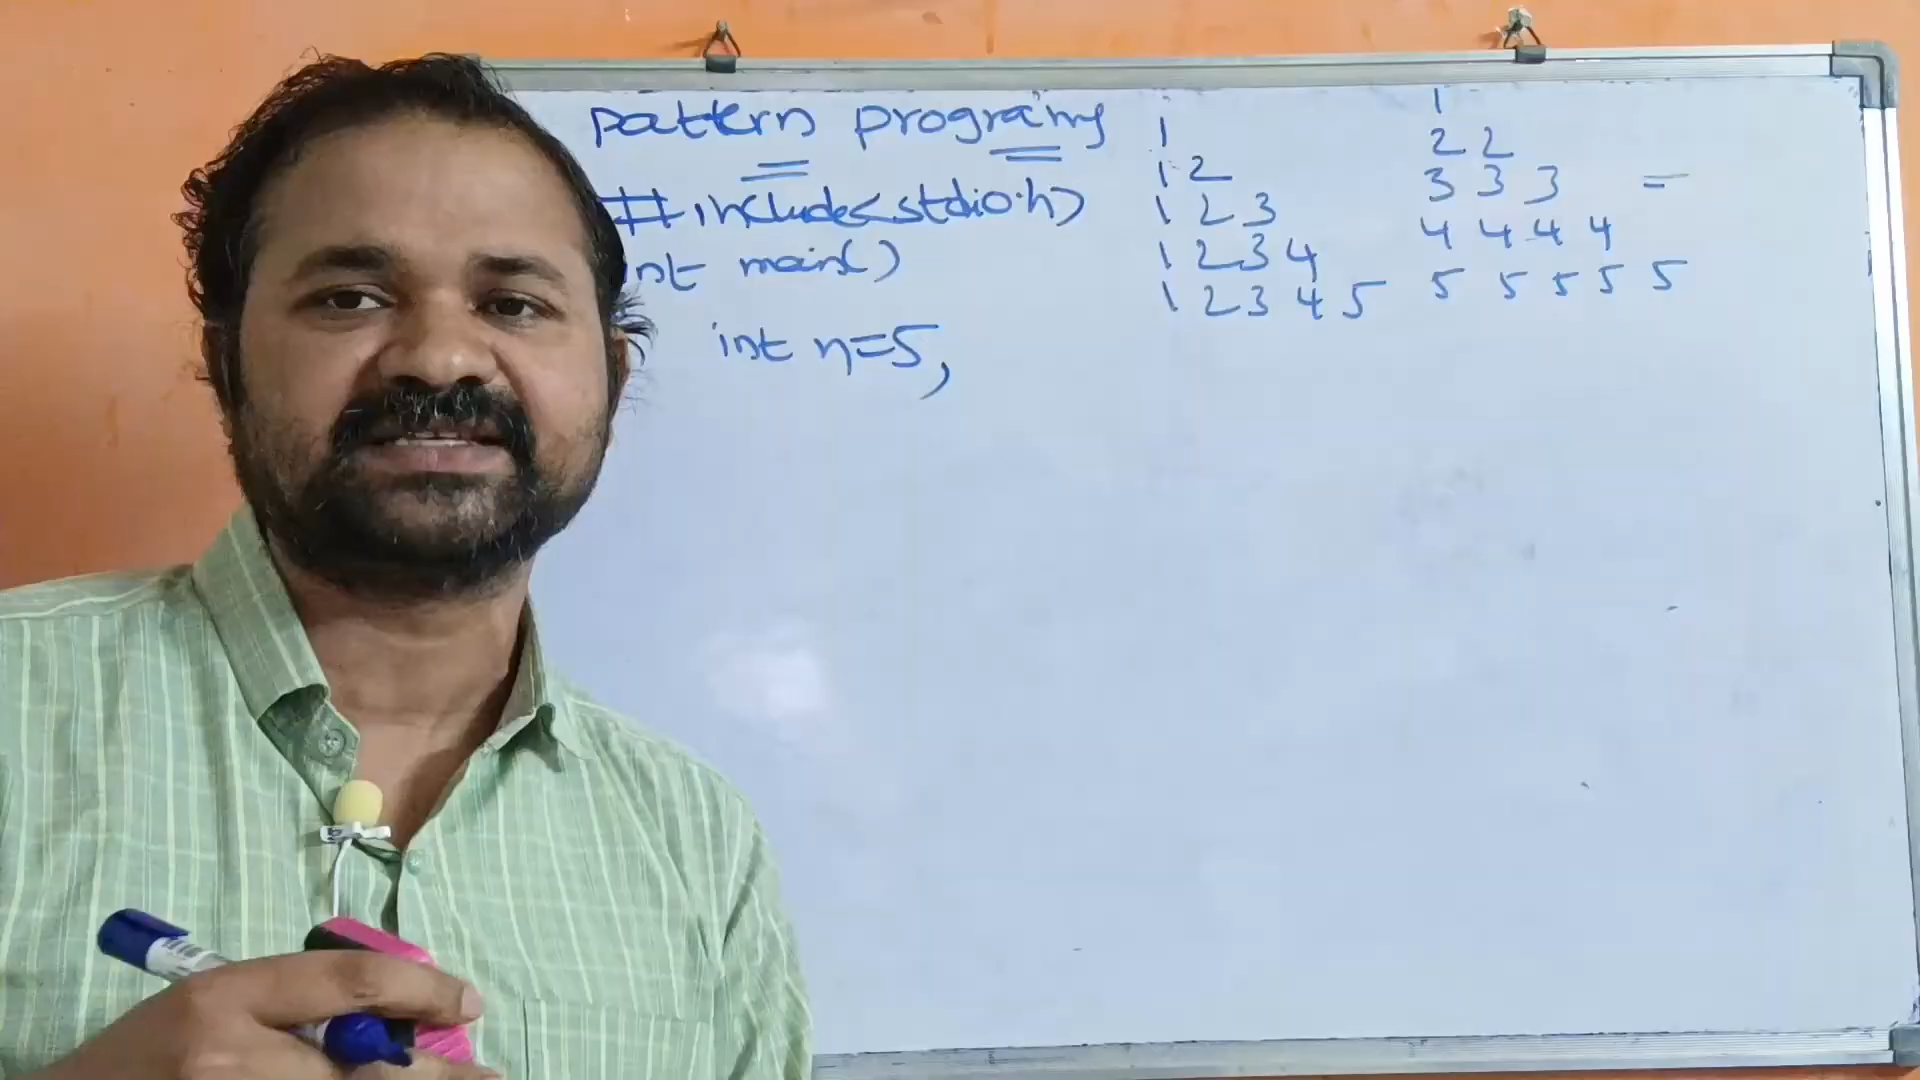 pattern programs
#include<stdio.h>
int main()
int n=5,
1
1 2
1 2 3
1 2 3 4
1 2 3 4 5
1
2 2
3 3 3 =
4 4 4 4
5 5 5 5 5